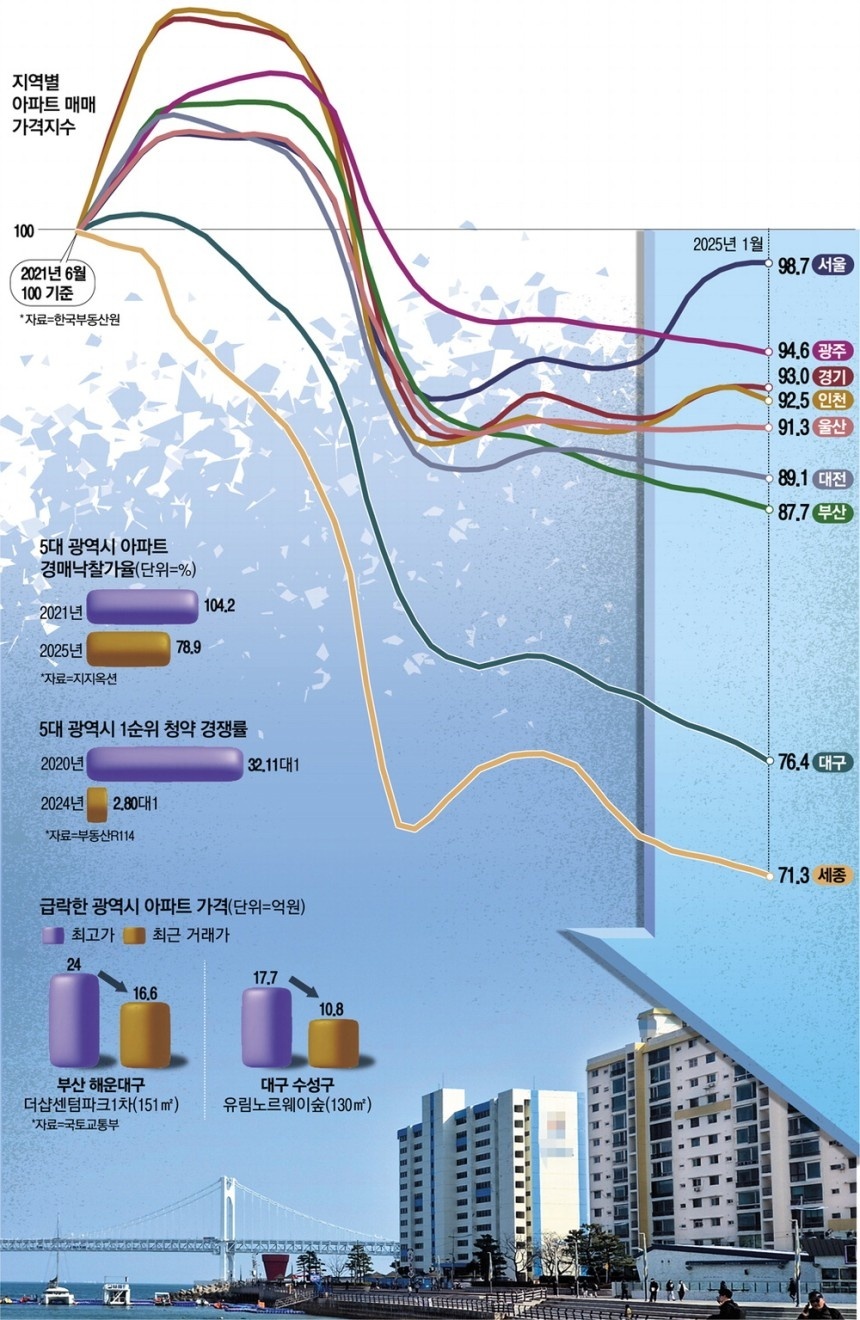 지역별
아파트 매매
가격지수
100
2021년 6월
100 기준
*자료=한국부동산원
2025년 1월
98.7 서울
94.6 광주
93.0 경기
92.5 인천
91.3 울산
89.1 대전
87.7 부산
76.4 대구
71.3 세종
5대 광역시 아파트
경매낙찰가율(단위=%)
2021년 104.2
2025년 78.9
*자료=지지옥션
5대 광역시 1순위 청약 경쟁률
2020년 32.11대1
2024년 2.80대1
*자료=부동산R114
급락한 광역시 아파트 가격(단위=억원)
최고가 최근 거래가
24 16.6
부산 해운대구
더샵센텀파크1차(151㎡)
17.7 10.8
대구 수성구
유림노르웨이숲(130㎡)
*자료=국토교통부